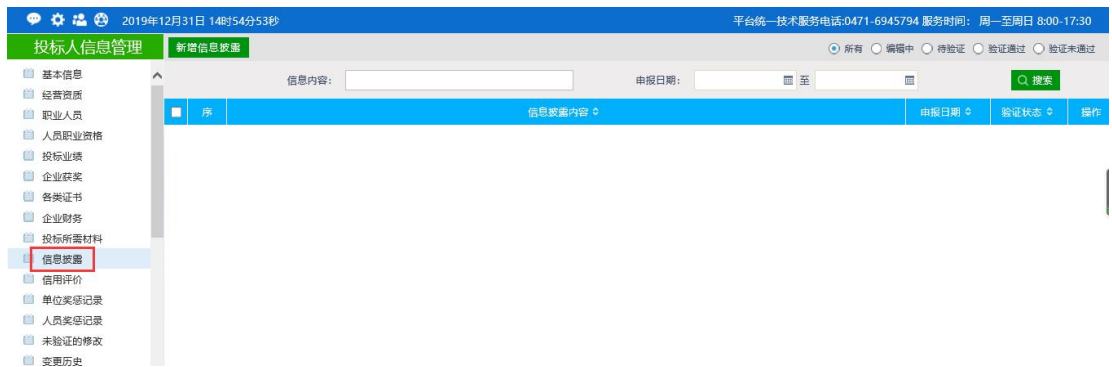 2019年12月31日 14时54分53秒 平台统一技术服务电话:0471-6945794 服务时间: 周一至周日 8:00-17:30
投标人信息管理 新增信息披露 所有 编辑中 待验证 验证通过 验证未通过
基本信息 信息内容: 申报日期: 至 搜索
经营资质
职业人员 序 信息披露内容 申报日期 验证状态 操作
人员职业资格
投标业绩
企业获奖
各类证书
企业财务
投标所需材料
信息披露
信用评价
单位奖惩记录
人员奖惩记录
未验证的修改
变更历史